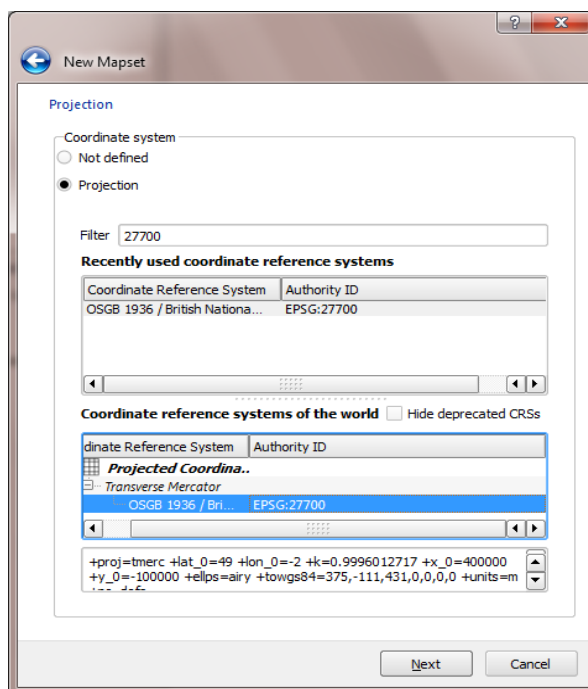 New Mapset
Projection
Coordinate system
Not defined
Projection
Filter 27700
Recently used coordinate reference systems
Coordinate Reference System Authority ID
OSGB 1936 / British Nationa... EPSG:27700
Coordinate reference systems of the world Hide deprecated CRSs
dinate Reference System Authority ID
Projected Coordina..
Transverse Mercator
OSGB 1936 / Bri... EPSG:27700
+proj=tmerc +lat_0=49 +lon_0=-2 +k=0.9996012717 +x_0=400000
+y_0=-100000 +ellps=airy +towgs84=375,-111,431,0,0,0,0 +units=m
Next Cancel